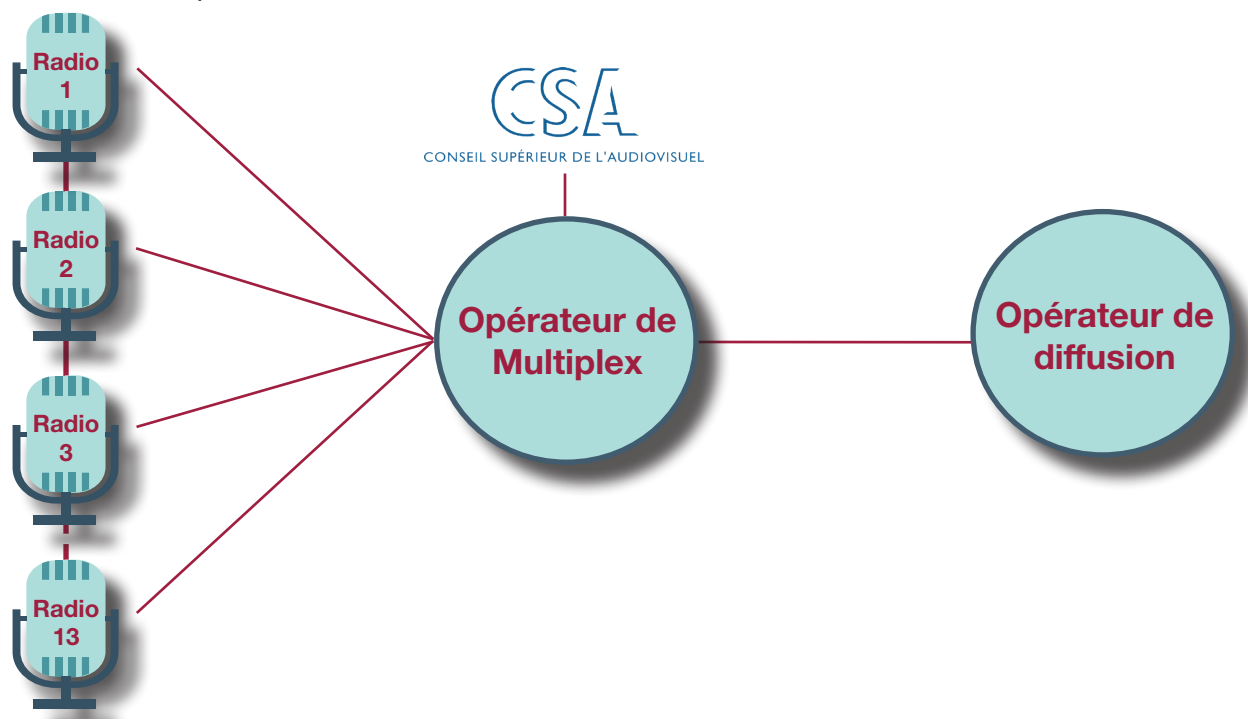 Radio
1
CSA
CONSEIL SUPÉRIEUR DE L'AUDIOVISUEL
Radio
2
Opérateur de
Multiplex
Opérateur de
diffusion
Radio
3
Radio
13